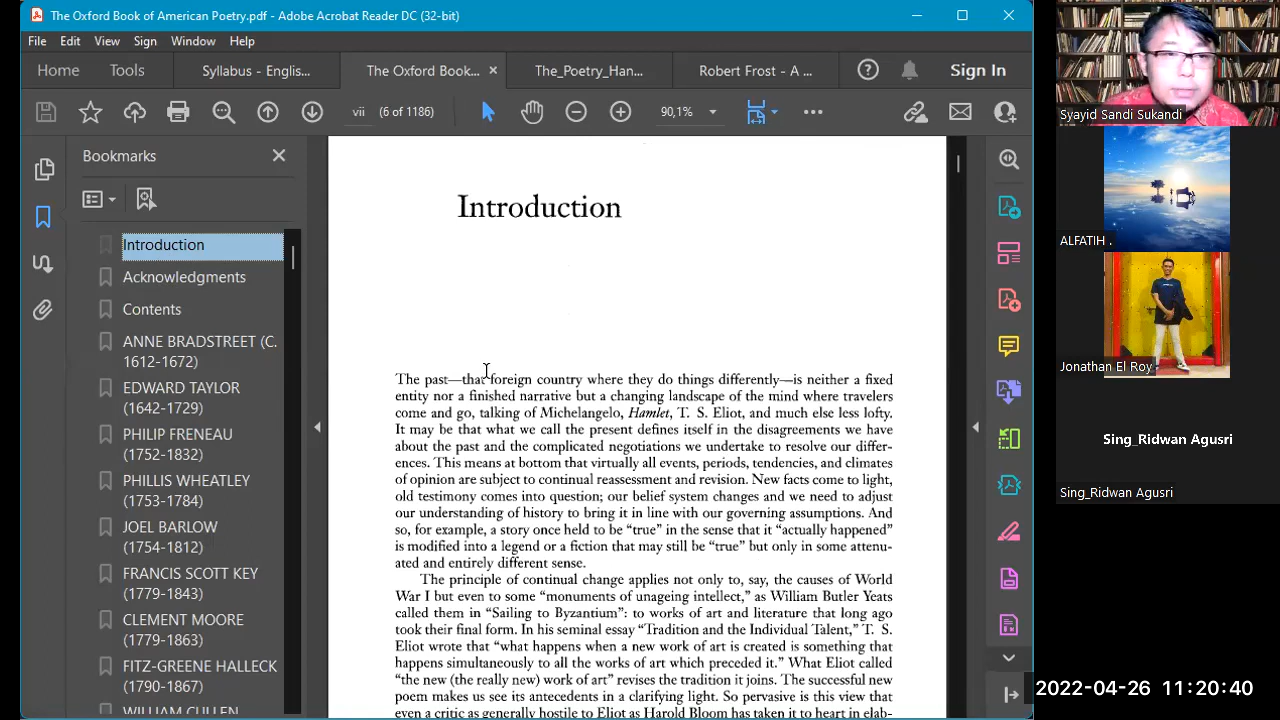 The Oxford Book of American Poetry.pdf - Adobe Acrobat Reader DC (32-bit)
File Edit View Sign Window Help
Home Tools Syllabus - Englis... The Oxford Book... The_Poetry_Han... Robert Frost - A ... Sign In
vii (6 of 1186) 90,1%
Bookmarks
Introduction
Acknowledgments
Contents
ANNE BRADSTREET (C.
1612-1672)
EDWARD TAYLOR
(1642-1729)
PHILIP FRENEAU
(1752-1832)
PHILLIS WHEATLEY
(1753-1784)
JOEL BARLOW
(1754-1812)
FRANCIS SCOTT KEY
(1779-1843)
CLEMENT MOORE
(1779-1863)
FITZ-GREENE HALLECK
(1790-1867)
WILLIAM CULLEN
Introduction
The past—that foreign country where they do things differently—is neither a fixed
entity nor a finished narrative but a changing landscape of the mind where travelers
come and go, talking of Michelangelo, Hamlet, T. S. Eliot, and much else less lofty.
It may be that what we call the present defines itself in the disagreements we have
about the past and the complicated negotiations we undertake to resolve our differ-
ences. This means at bottom that virtually all events, periods, tendencies, and climates
of opinion are subject to continual reassessment and revision. New facts come to light,
old testimony comes into question; our belief system changes and we need to adjust
our understanding of history to bring it in line with our governing assumptions. And
so, for example, a story once held to be “true” in the sense that it “actually happened”
is modified into a legend or a fiction that may still be “true” but only in some attenu-
ated and entirely different sense.
The principle of continual change applies not only to, say, the causes of World
War I but even to some “monuments of unageing intellect,” as William Butler Yeats
called them in “Sailing to Byzantium”: to works of art and literature that long ago
took their final form. In his seminal essay “Tradition and the Individual Talent,” T. S.
Eliot wrote that “what happens when a new work of art is created is something that
happens simultaneously to all the works of art which preceded it.” What Eliot called
“the new (the really new) work of art” revises the tradition it joins. The successful new
poem makes us see its antecedents in a clarifying light. So pervasive is this view that
even a critic as generally hostile to Eliot as Harold Bloom has taken it to heart in elab-
Syayid Sandi Sukandi
ALFATIH .
Jonathan El Roy
Sing_Ridwan Agusri
Sing_Ridwan Agusri
2022-04-26 11:20:40